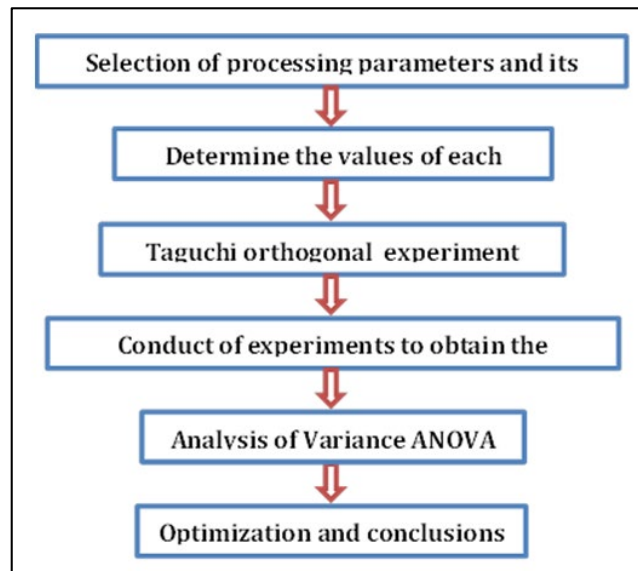 Selection of processing parameters and its
Determine the values of each
Taguchi orthogonal experiment
Conduct of experiments to obtain the
Analysis of Variance ANOVA
Optimization and conclusions